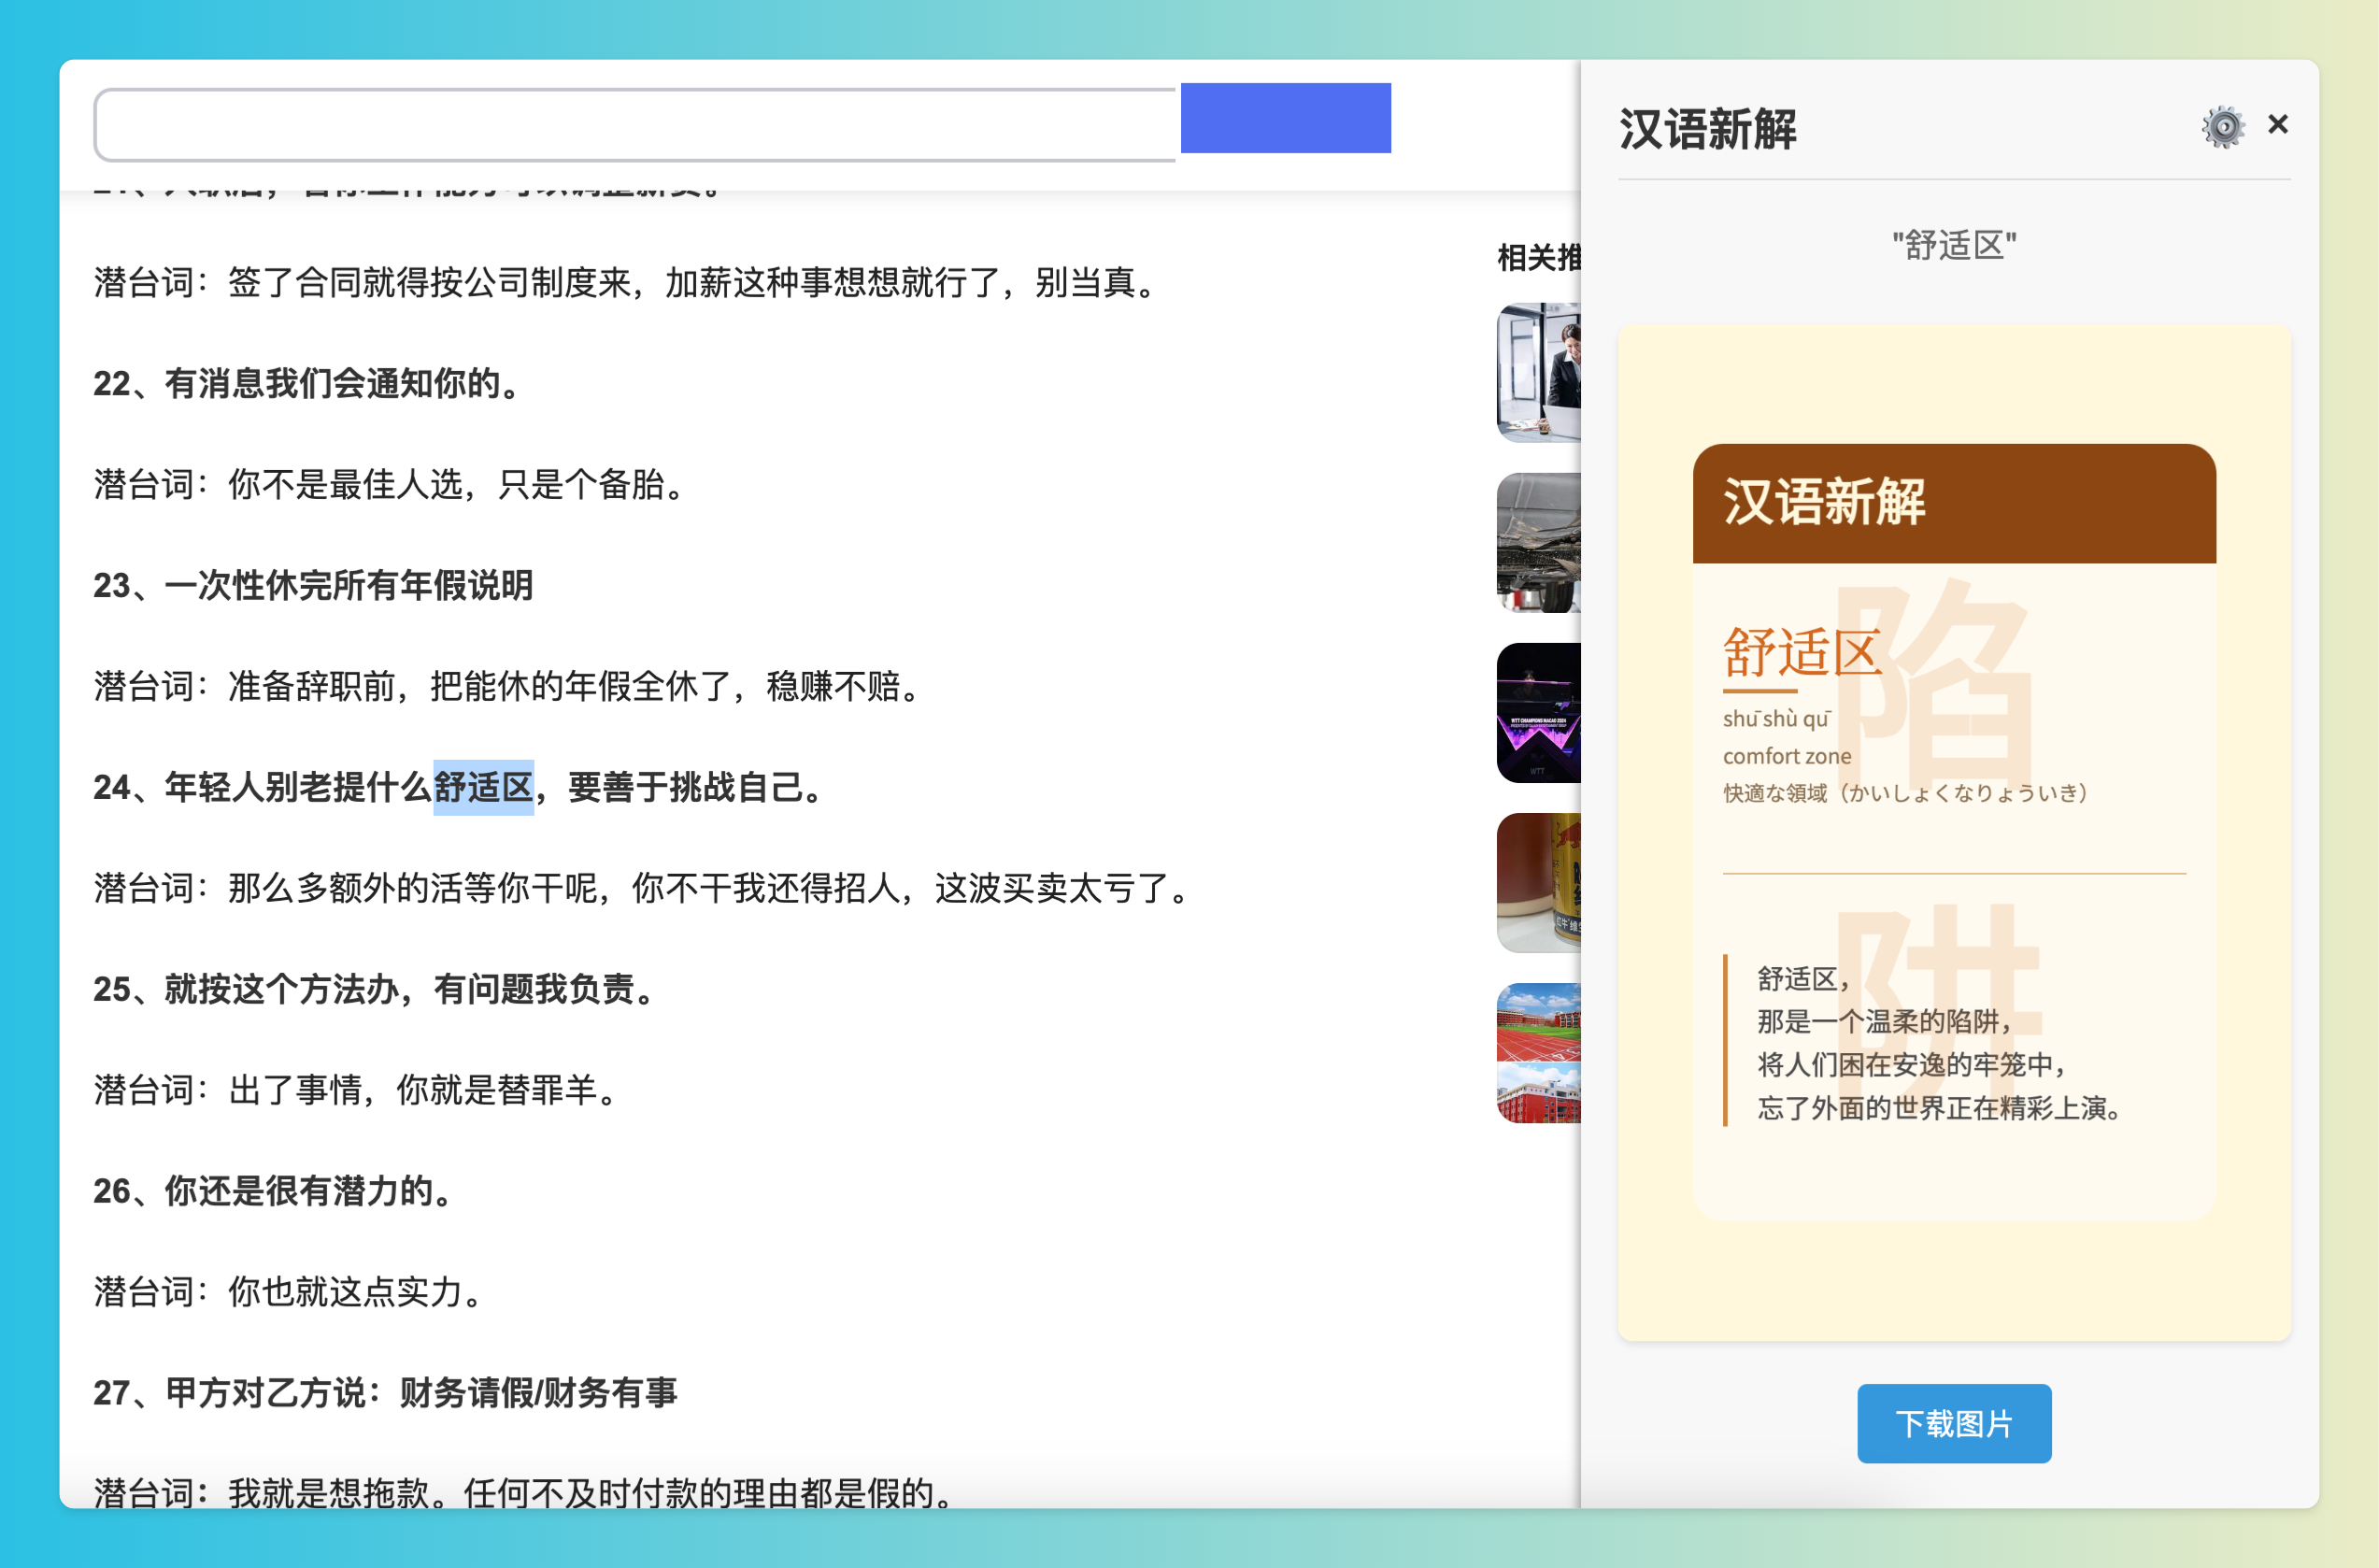 潜台词：签了合同就得按公司制度来，加薪这种事想想就行了，别当真。
22、有消息我们会通知你的。
潜台词：你不是最佳人选，只是个备胎。
23、一次性休完所有年假说明
潜台词：准备辞职前，把能休的年假全休了，稳赚不赔。
24、年轻人别老提什么舒适区，要善于挑战自己。
潜台词：那么多额外的活等你干呢，你不干我还得招人，这波买卖太亏了。
25、就按这个方法办，有问题我负责。
潜台词：出了事情，你就是替罪羊。
26、你还是很有潜力的。
潜台词：你也就这点实力。
27、甲方对乙方说：财务请假/财务有事
潜台词：我就是想拖款。任何不及时付款的理由都是假的。
相关推
WTT CHAMPIONS MACAO 2024
WTT
汉语新解
×
"舒适区"
汉语新解
陷
舒适区
shū shù qū
comfort zone
快適な領域（かいしょくなりょういき）
阱
舒适区，
那是一个温柔的陷阱，
将人们困在安逸的牢笼中，
忘了外面的世界正在精彩上演。
下载图片